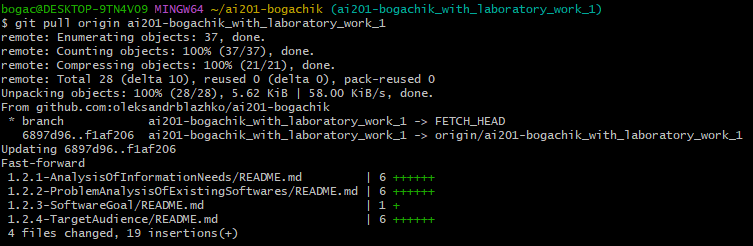 bogac@DESKTOP-9TN4VO9 MINGW64 ~/ai201-bogachik (ai201-bogachik_with_laboratory_work_1)
$ git pull origin ai201-bogachik_with_laboratory_work_1
remote: Enumerating objects: 37, done.
remote: Counting objects: 100% (37/37), done.
remote: Compressing objects: 100% (21/21), done.
remote: Total 28 (delta 10), reused 0 (delta 0), pack-reused 0
Unpacking objects: 100% (28/28), 5.62 KiB | 58.00 KiB/s, done.
From github.com:oleksandrblazhko/ai201-bogachik
 * branch            ai201-bogachik_with_laboratory_work_1 -> FETCH_HEAD
   6897d96..f1af206  ai201-bogachik_with_laboratory_work_1 -> origin/ai201-bogachik_with_laboratory_work_1
Updating 6897d96..f1af206
Fast-forward
 1.2.1-AnalysisOfInformationNeeds/README.md         | 6 ++++++
 1.2.2-ProblemAnalysisOfExistingSoftwares/README.md | 6 ++++++
 1.2.3-SoftwareGoal/README.md                       | 1 +
 1.2.4-TargetAudience/README.md                     | 6 ++++++
 4 files changed, 19 insertions(+)